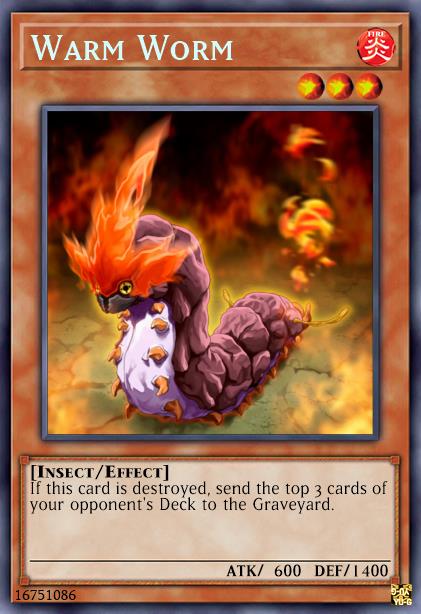 Warm Worm
FIRE
炎
[Insect/Effect]
If this card is destroyed, send the top 3 cards of
your opponent's Deck to the Graveyard.
ATK/ 600 DEF/1400
16751086